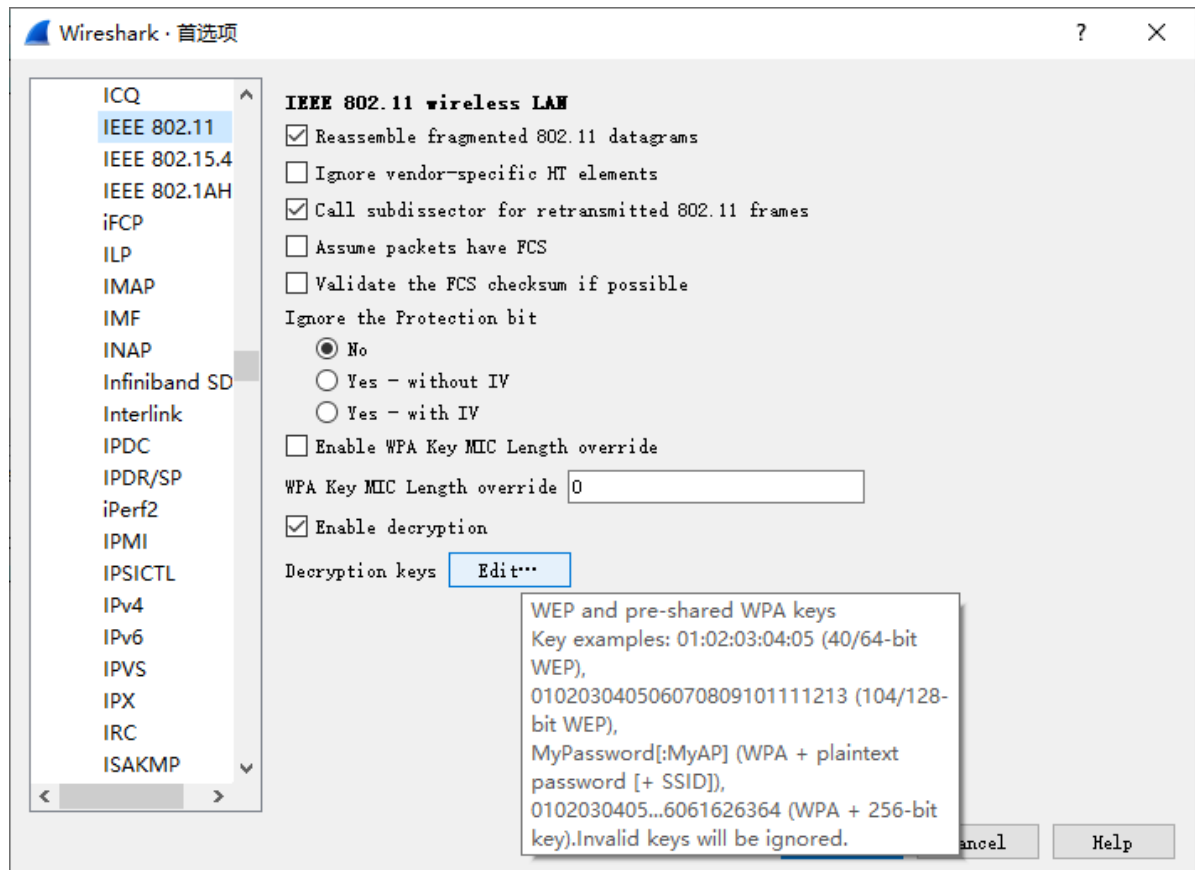 Wireshark · 首选项
ICQ
IEEE 802.11
IEEE 802.15.4
IEEE 802.1AH
iFCP
ILP
IMAP
IMF
INAP
Infiniband SD
Interlink
IPDC
IPDR/SP
iPerf2
IPMI
IPSICTL
IPv4
IPv6
IPVS
IPX
IRC
ISAKMP
IEEE 802.11 wireless LAN
Reassemble fragmented 802.11 datagrams
Ignore vendor-specific HT elements
Call subdissector for retransmitted 802.11 frames
Assume packets have FCS
Validate the FCS checksum if possible
Ignore the Protection bit
No
Yes - without IV
Yes - with IV
Enable WPA Key MIC Length override
WPA Key MIC Length override 0
Enable decryption
Decryption keys Edit…
WEP and pre-shared WPA keys
Key examples: 01:02:03:04:05 (40/64-bit
WEP),
01020304050607080910111213 (104/128-
bit WEP),
MyPassword[:MyAP] (WPA + plaintext
password [+ SSID]),
0102030405...6061626364 (WPA + 256-bit
key).Invalid keys will be ignored.
ancel
Help